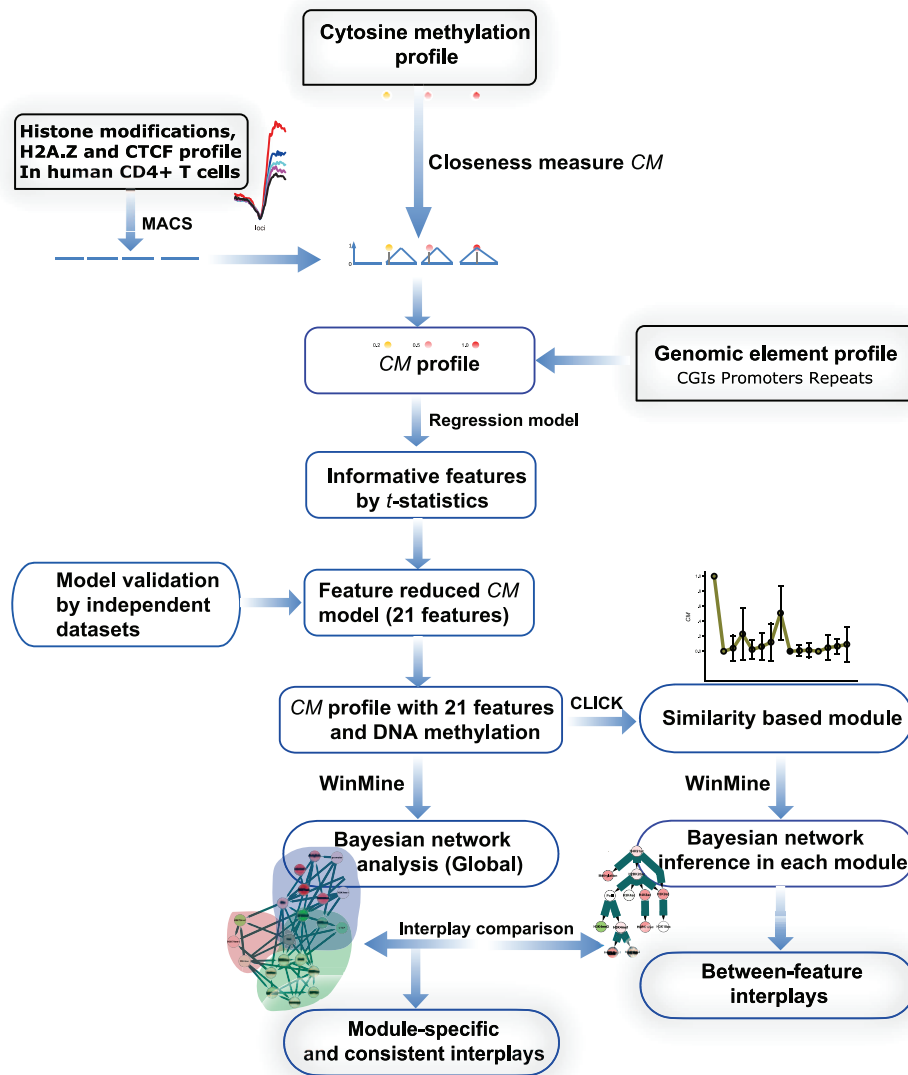 Cytosine methylation
profile
Histone modifications,
H2A.Z and CTCF profile
In human CD4+ T cells
loci
MACS
Closeness measure CM
1
0
0.2
0.5
1.0
CM profile
Genomic element profile
CGIs Promoters Repeats
Regression model
Informative features
by t-statistics
Model validation
by independent
datasets
Feature reduced CM
model (21 features)
CM
CM profile with 21 features
and DNA methylation
CLICK
Similarity based module
WinMine
WinMine
Bayesian network
analysis (Global)
Bayesian network
inference in each module
Interplay comparison
Between-feature
interplays
Module-specific
and consistent interplays